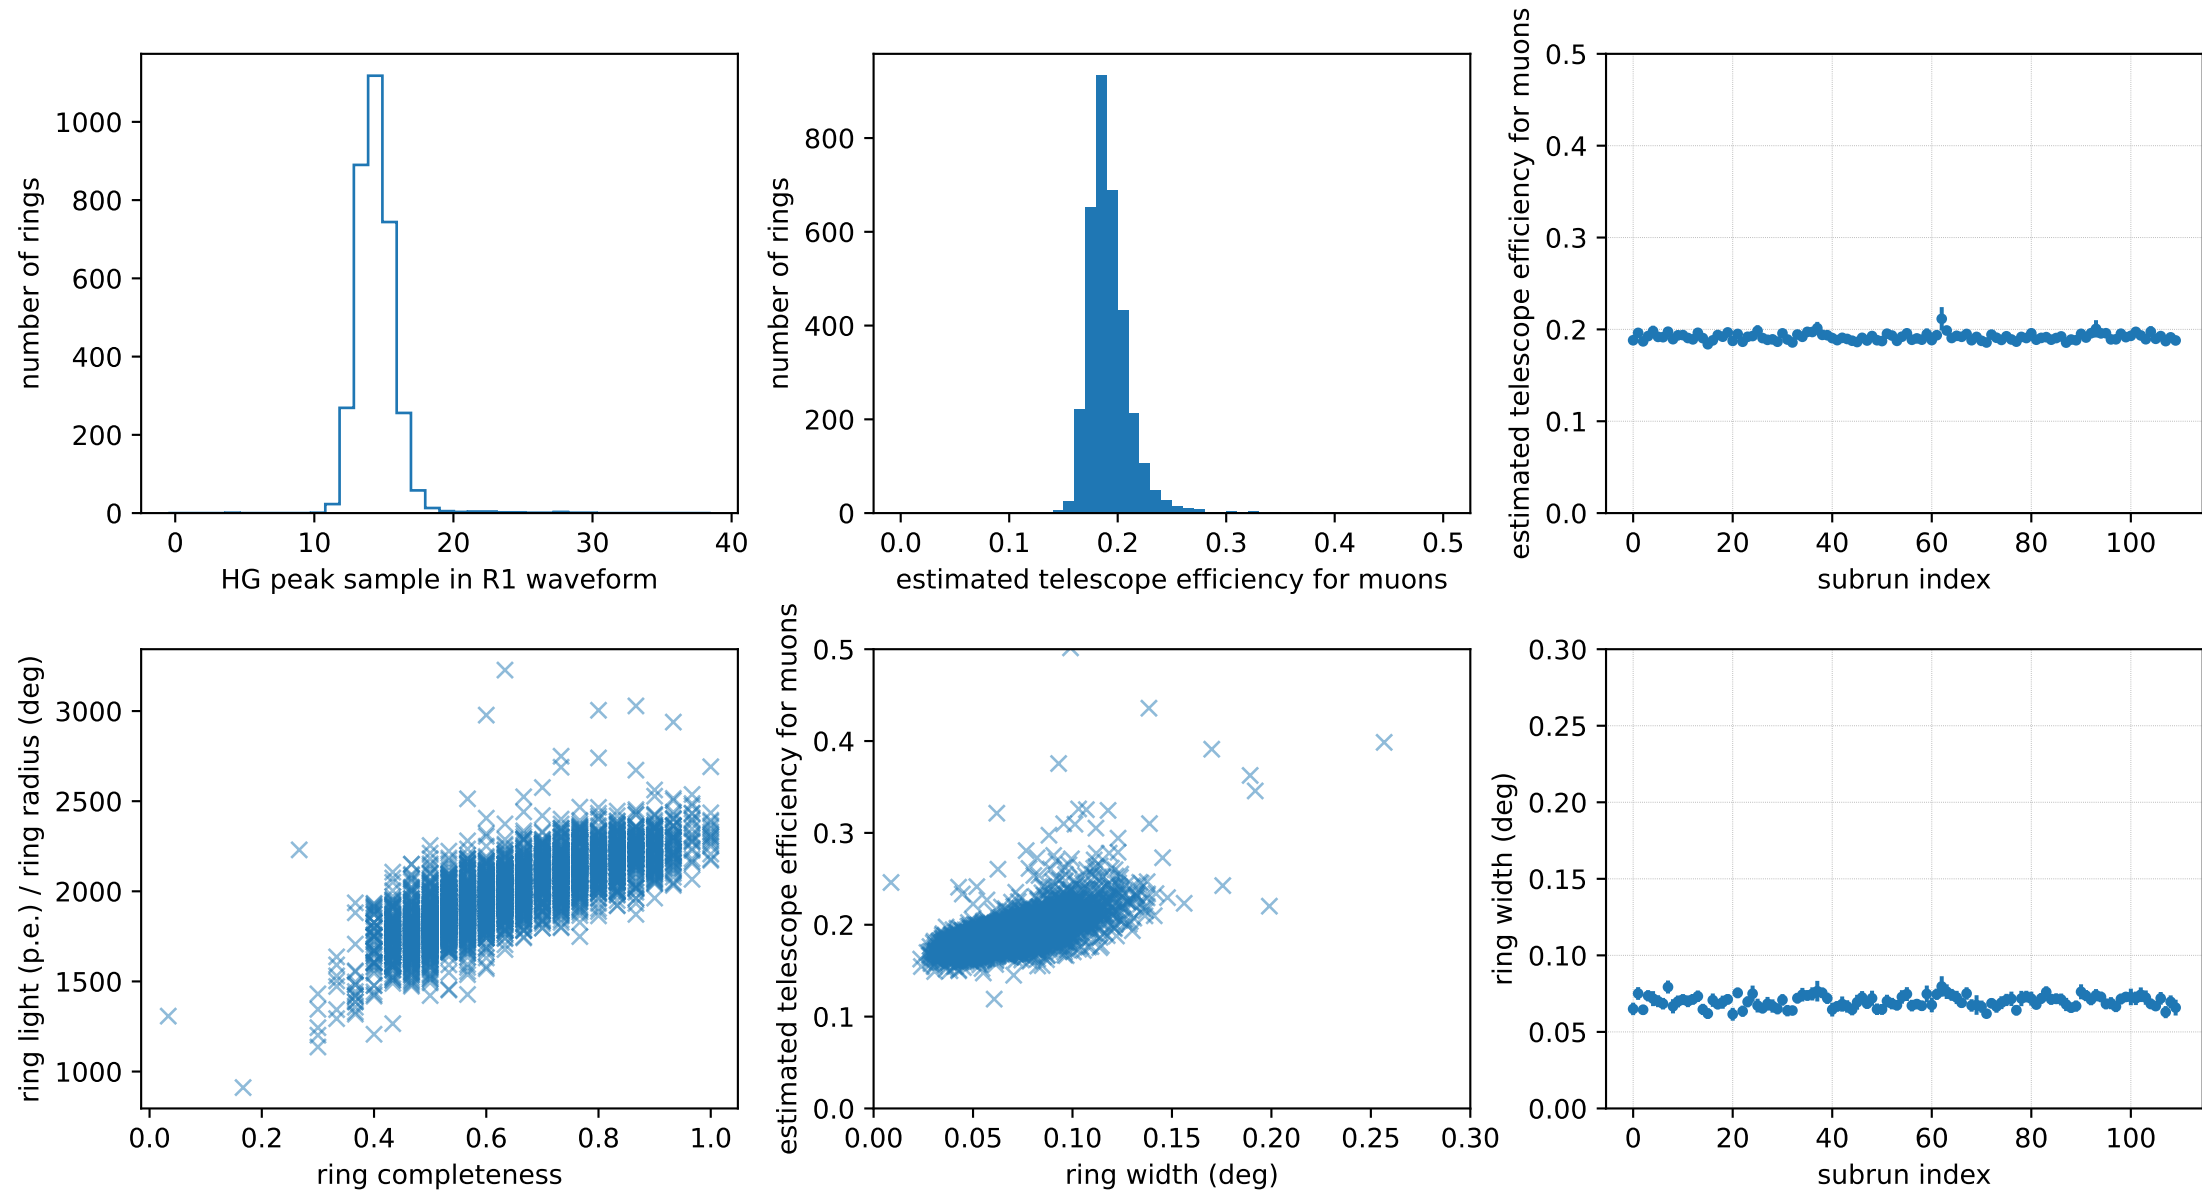 number of rings
1000
800
600
400
200
0
0 10 20 30 40
HG peak sample in R1 waveform
number of rings
800
600
400
200
0
0.0 0.1 0.2 0.3 0.4 0.5
estimated telescope efficiency for muons
estimated telescope efficiency for muons
0.5
0.4
0.3
0.2
0.1
0.0
0 20 40 60 80 100
subrun index
ring light (p.e.) / ring radius (deg)
3000
2500
2000
1500
1000
0.0 0.2 0.4 0.6 0.8 1.0
ring completeness
estimated telescope efficiency for muons
0.5
0.4
0.3
0.2
0.1
0.0
0.00 0.05 0.10 0.15 0.20 0.25 0.30
ring width (deg)
ring width (deg)
0.30
0.25
0.20
0.15
0.10
0.05
0.00
0 20 40 60 80 100
subrun index